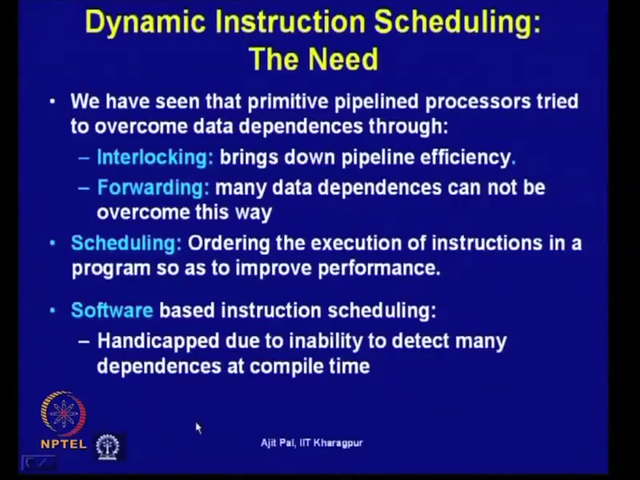 Dynamic Instruction Scheduling:
The Need
• We have seen that primitive pipelined processors tried
to overcome data dependences through:
– Interlocking: brings down pipeline efficiency.
– Forwarding: many data dependences can not be
overcome this way
• Scheduling: Ordering the execution of instructions in a
program so as to improve performance.
• Software based instruction scheduling:
– Handicapped due to inability to detect many
dependences at compile time
NPTEL
Ajit Pal, IIT Kharagpur